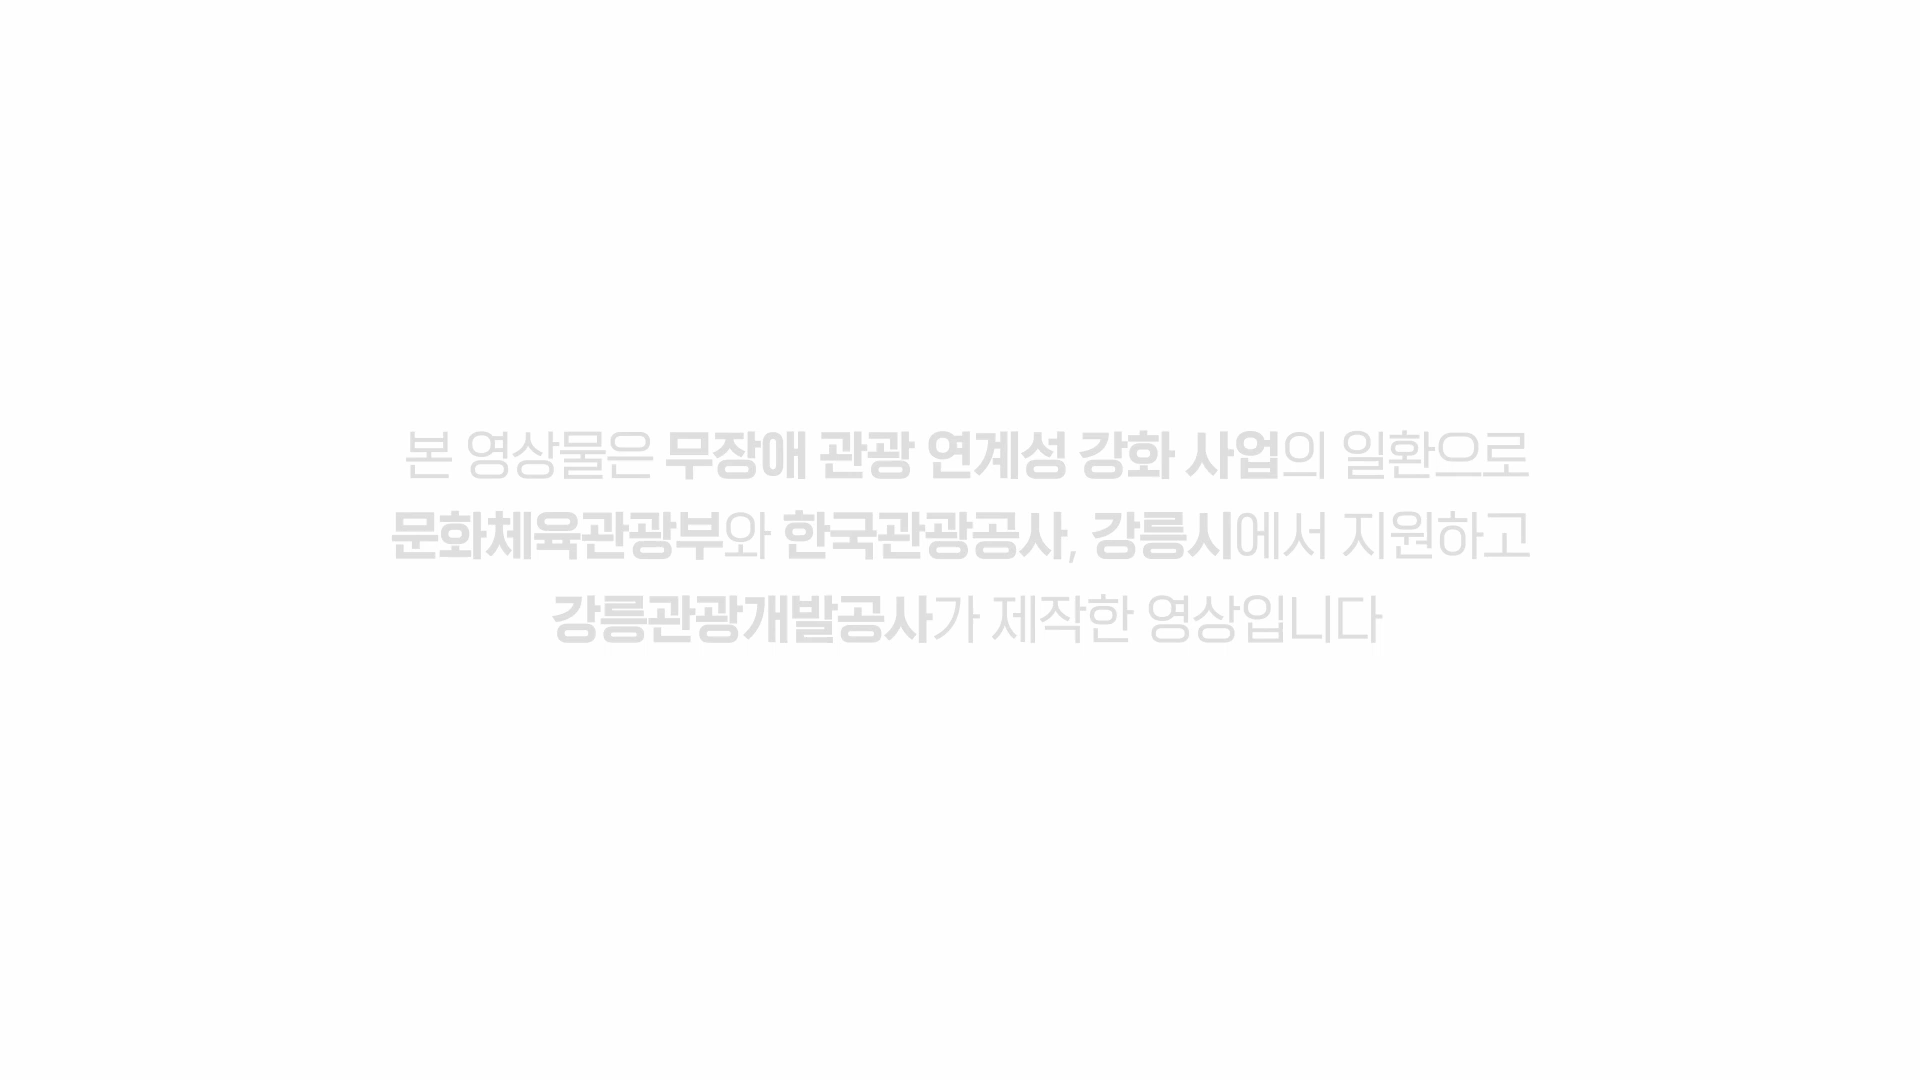 본 영상물은 무장애 관광 연계성 강화 사업의 일환으로
문화체육관광부와 한국관광공사, 강릉시에서 지원하고
강릉관광개발공사가 제작한 영상입니다